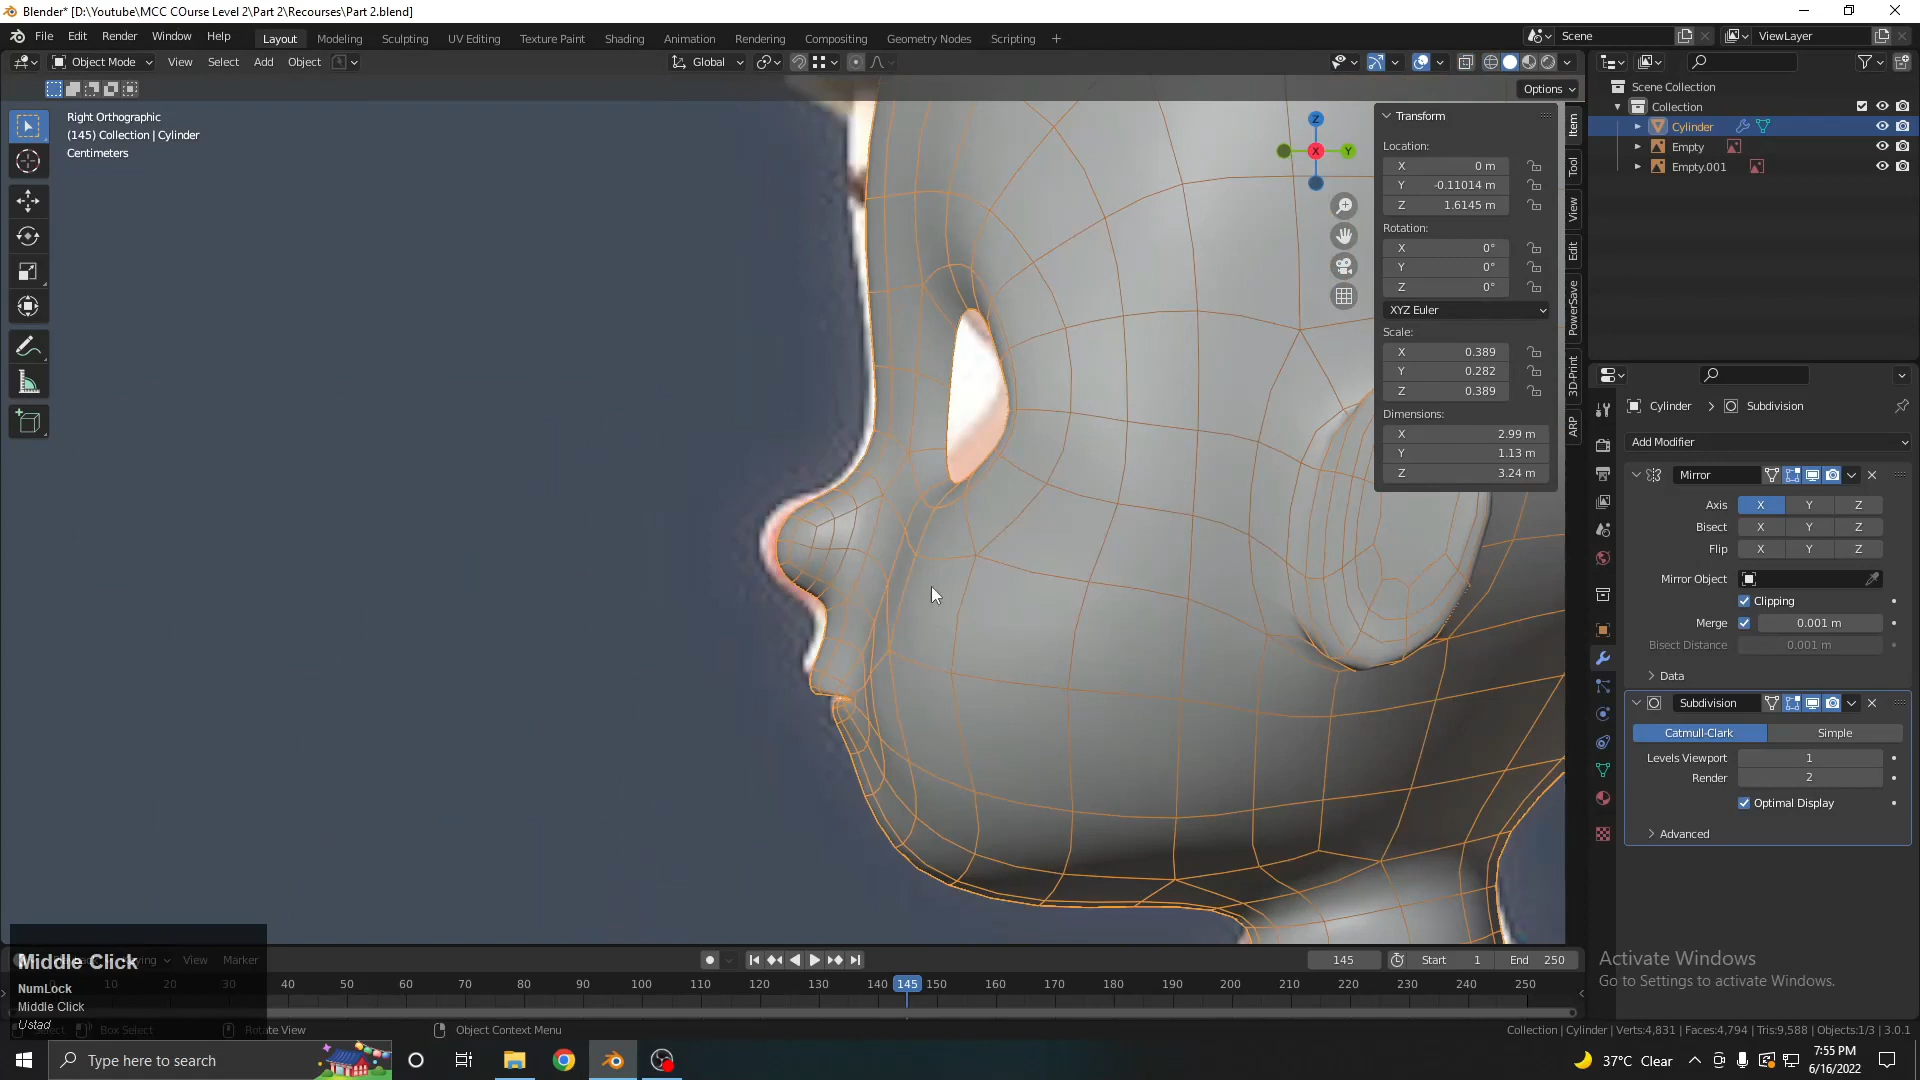 Blender* [D:\Youtube\MCC COurse Level 2\Part 2\Recourses\Part 2.blend]
File Edit Render Window Help Layout Modeling Sculpting UV Editing Texture Paint Shading Animation Rendering Compositing Geometry Nodes Scripting + Scene ViewLayer
Object Mode View Select Add Object Global
Options
Right Orthographic
(145) Collection | Cylinder
Centimeters
Z
X
Y
Transform
Location:
X 0 m
Y -0.11014 m
Z 1.6145 m
Rotation:
X 0°
Y 0°
Z 0°
XYZ Euler
Scale:
X 0.389
Y 0.282
Z 0.389
Dimensions:
X 2.99 m
Y 1.13 m
Z 3.24 m
Item
Tool
View
Edit
PowerSave
3D-Print
ARP
Scene Collection
Collection
Cylinder
Empty
Empty.001
Cylinder > Subdivision
Add Modifier
Mirror
Axis X Y Z
Bisect X Y Z
Flip X Y Z
Mirror Object
Clipping
Merge 0.001 m
Bisect Distance 0.001 m
Data
Subdivision
Catmull-Clark Simple
Levels Viewport 1
Render 2
Optimal Display
Advanced
Middle Click
NumLock
Middle Click
Ustad
View Marker
145 Start 1 End 250
10 20 30 40 50 60 70 80 90 100 110 120 130 140 145 150 160 170 180 190 200 210 220 230 240 250
Box Select Rotate View Object Context Menu
Activate Windows
Go to Settings to activate Windows.
Collection | Cylinder | Verts:4,831 | Faces:4,794 | Tris:9,588 | Objects:1/3 | 3.0.1
Type here to search
37°C Clear
7:55 PM
6/16/2022